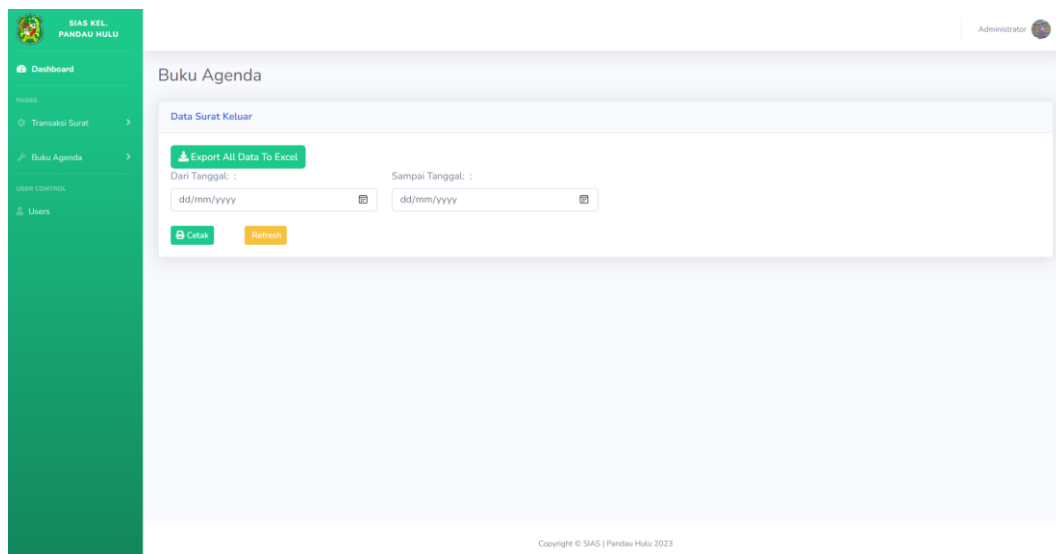 SIAS KEL.
PANDAU HULU
Administrator
Dashboard
PAGES
Transaksi Surat
Buku Agenda
USER CONTROL
Users
Buku Agenda
Data Surat Keluar
Export All Data To Excel
Dari Tanggal: :
Sampai Tanggal: :
dd/mm/yyyy
dd/mm/yyyy
Cetak
Refresh
Copyright © SIAS | Pandau Hulu 2023